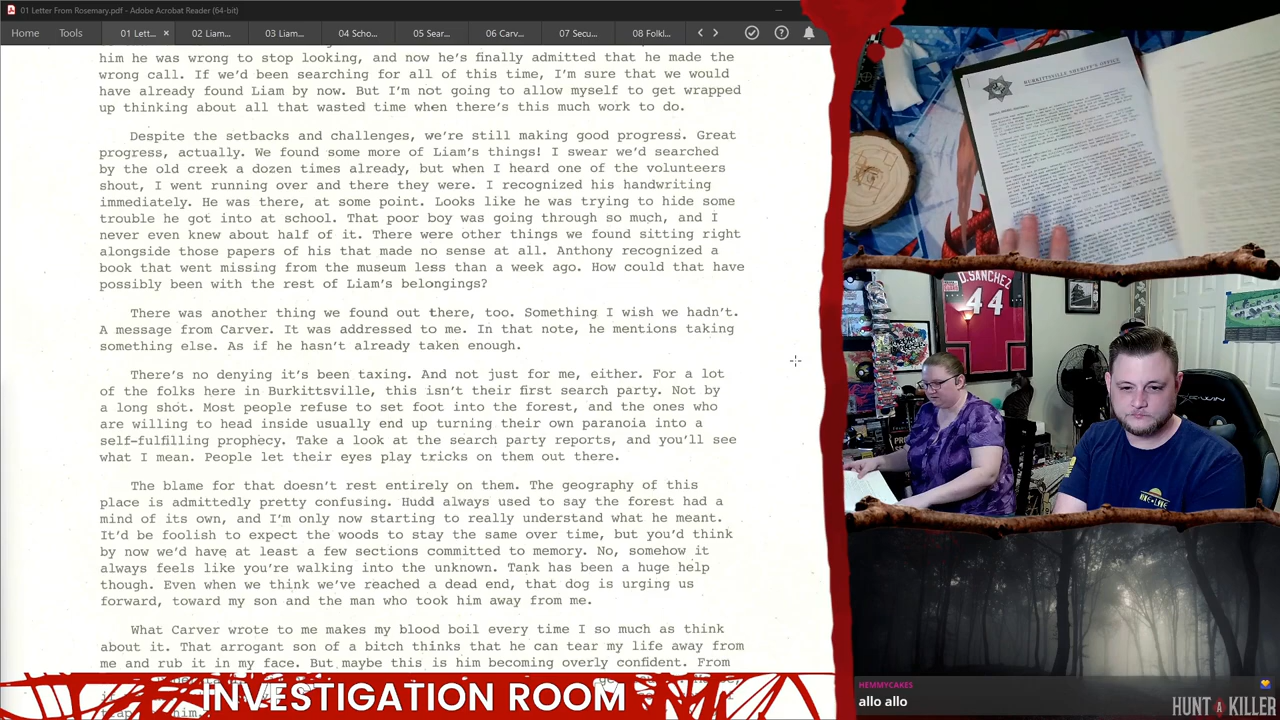 01 Letter From Rosemary.pdf - Adobe Acrobat Reader (64-bit)
Home Tools 01 Lett... × 02 Liam... 03 Liam... 04 Scho... 05 Sear... 06 Carv... 07 Secu... 08 Folkl...
him he was wrong to stop looking, and now he's finally admitted that he made the
wrong call. If we'd been searching for all of this time, I'm sure that we would
have already found Liam by now. But I'm not going to allow myself to get wrapped
up thinking about all that wasted time when there's this much work to do.
Despite the setbacks and challenges, we're still making good progress. Great
progress, actually. We found some more of Liam's things! I swear we'd searched
by the old creek a dozen times already, but when I heard one of the volunteers
shout, I went running over and there they were. I recognized his handwriting
immediately. He was there, at some point. Looks like he was trying to hide some
trouble he got into at school. That poor boy was going through so much, and I
never even knew about half of it. There were other things we found sitting right
alongside those papers of his that made no sense at all. Anthony recognized a
book that went missing from the museum less than a week ago. How could that have
possibly been with the rest of Liam's belongings?
There was another thing we found out there, too. Something I wish we hadn't.
A message from Carver. It was addressed to me. In that note, he mentions taking
something else. As if he hasn't already taken enough.
There's no denying it's been taxing. And not just for me, either. For a lot
of the folks here in Burkittsville, this isn't their first search party. Not by
a long shot. Most people refuse to set foot into the forest, and the ones who
are willing to head inside usually end up turning their own paranoia into a
self-fulfilling prophecy. Take a look at the search party reports, and you'll see
what I mean. People let their eyes play tricks on them out there.
The blame for that doesn't rest entirely on them. The geography of this
place is admittedly pretty confusing. Hudd always used to say the forest had a
mind of its own, and I'm only now starting to really understand what he meant.
It'd be foolish to expect the woods to stay the same over time, but you'd think
by now we'd have at least a few sections committed to memory. No, somehow it
always feels like you're walking into the unknown. Tank has been a huge help
though. Even when we think we've reached a dead end, that dog is urging us
forward, toward my son and the man who took him away from me.
What Carver wrote to me makes my blood boil every time I so much as think
about it. That arrogant son of a bitch thinks that he can tear my life away from
me and rub it in my face. But maybe this is him becoming overly confident. From
INVESTIGATION ROOM
BURKITTSVILLE SHERIFF'S OFFICE
D.SANCHEZ
44
HEMMYCAKES
allo allo
HUNT A KILLER